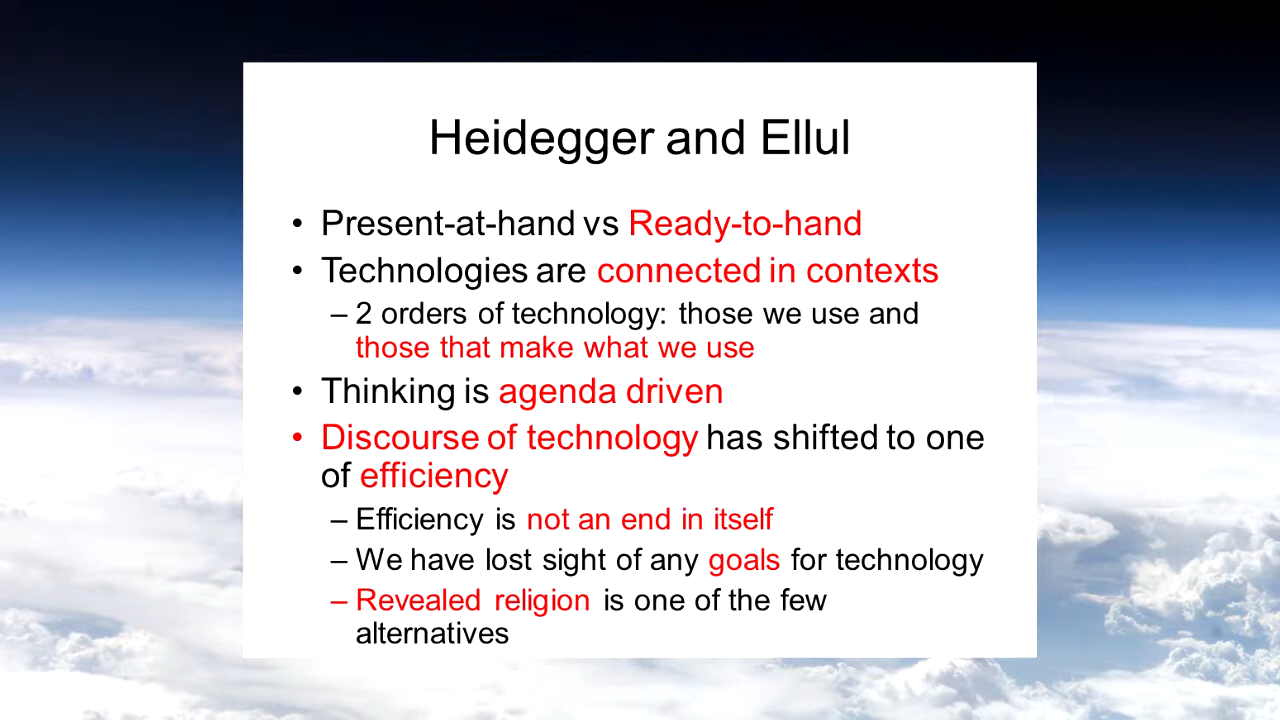 Heidegger and Ellul
• Present-at-hand vs Ready-to-hand
• Technologies are connected in contexts
– 2 orders of technology: those we use and
those that make what we use
• Thinking is agenda driven
• Discourse of technology has shifted to one
of efficiency
– Efficiency is not an end in itself
– We have lost sight of any goals for technology
– Revealed religion is one of the few
alternatives